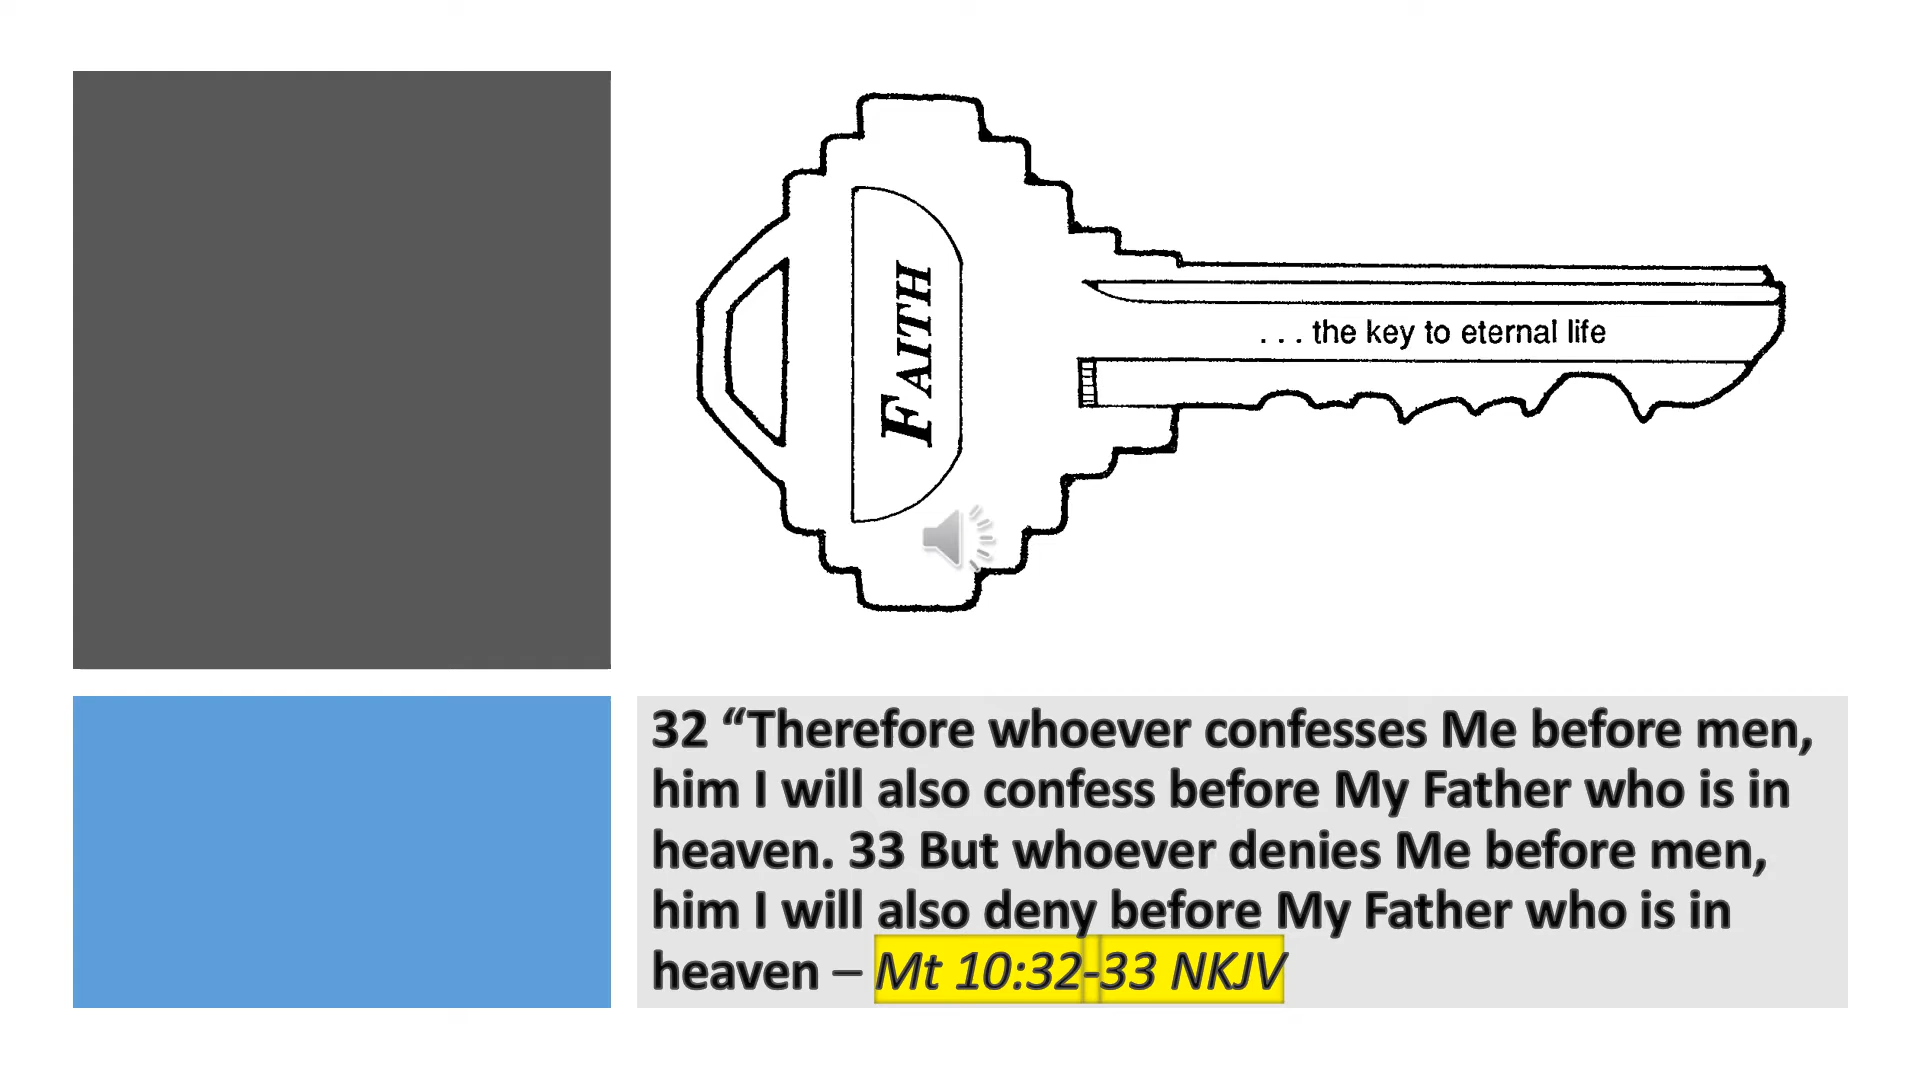 FAITH
. . . the key to eternal life
32 “Therefore whoever confesses Me before men,
him I will also confess before My Father who is in
heaven. 33 But whoever denies Me before men,
him I will also deny before My Father who is in
heaven – Mt 10:32-33 NKJV